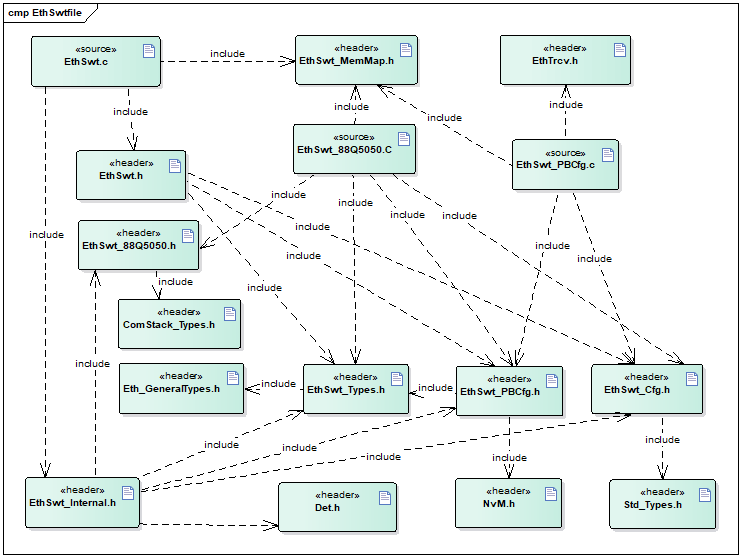 cmp EthSwtfile
«source»
EthSwt.c
include
«header»
EthSwt_MemMap.h
«header»
EthTrcv.h
include
include
include
include
«source»
EthSwt_88Q5050.C
«source»
EthSwt_PBCfg.c
«header»
EthSwt.h
include
include
include
include
include
«header»
EthSwt_88Q5050.h
include
include
include
include
include
include
include
«header»
ComStack_Types.h
«header»
Eth_GeneralTypes.h
include
«header»
EthSwt_Types.h
include
«header»
EthSwt_PBCfg.h
«header»
EthSwt_Cfg.h
include
include
include
include
include
include
include
«header»
EthSwt_Internal.h
«header»
Det.h
«header»
NvM.h
«header»
Std_Types.h